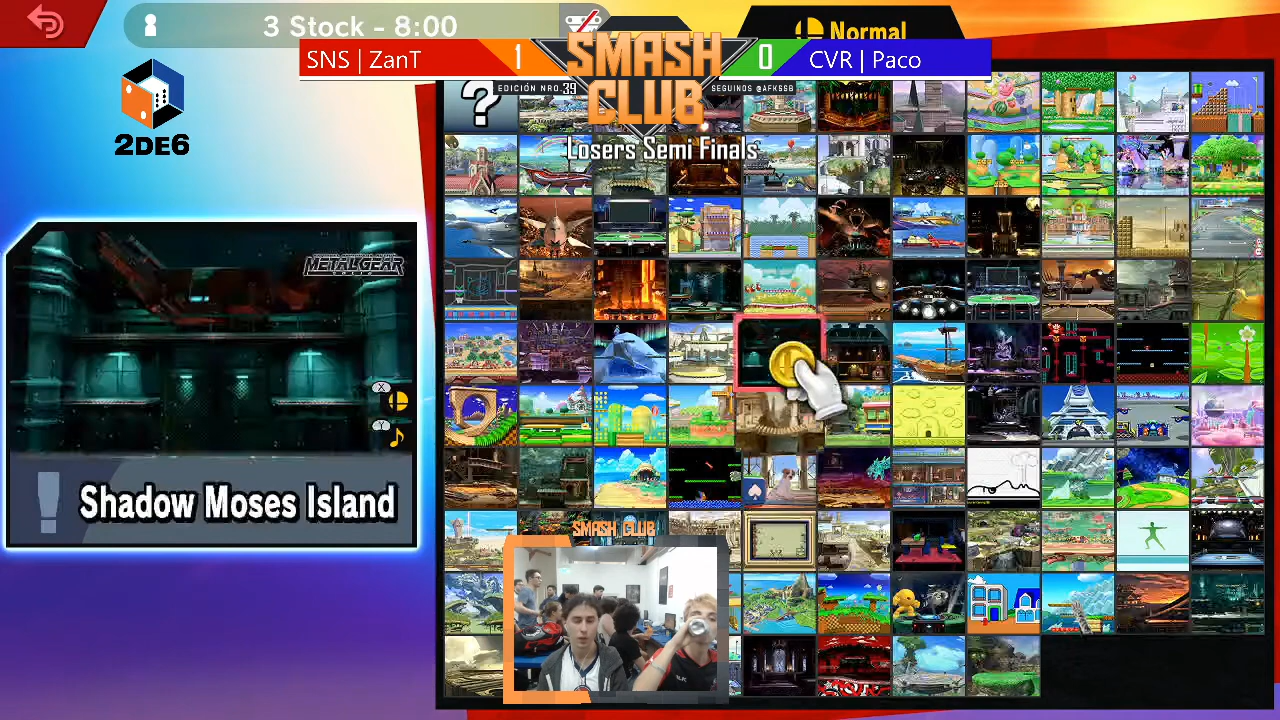 3 Stock - 8:00
Normal
SNS | ZanT
1
SMASH
CLUB
0
CVR | Paco
EDICIÓN NRO.39
SEGUINOS @AFKSSB
Losers Semi Finals
2DE6
?
METAL GEAR
X
Y
! Shadow Moses Island
SMASH CLUB